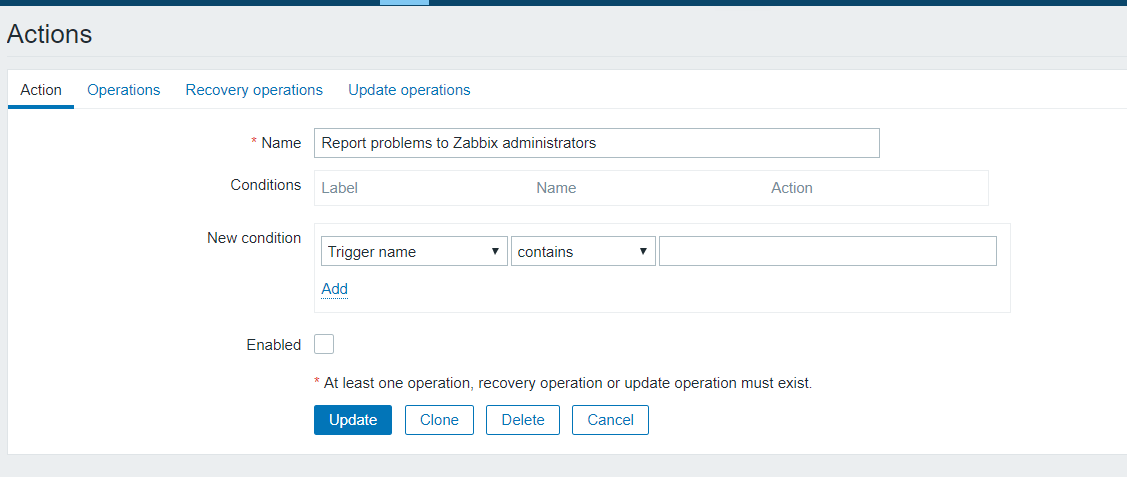 Actions
Action Operations Recovery operations Update operations
* Name Report problems to Zabbix administrators
Conditions Label Name Action
New condition
Trigger name contains
Add
Enabled
* At least one operation, recovery operation or update operation must exist.
Update Clone Delete Cancel